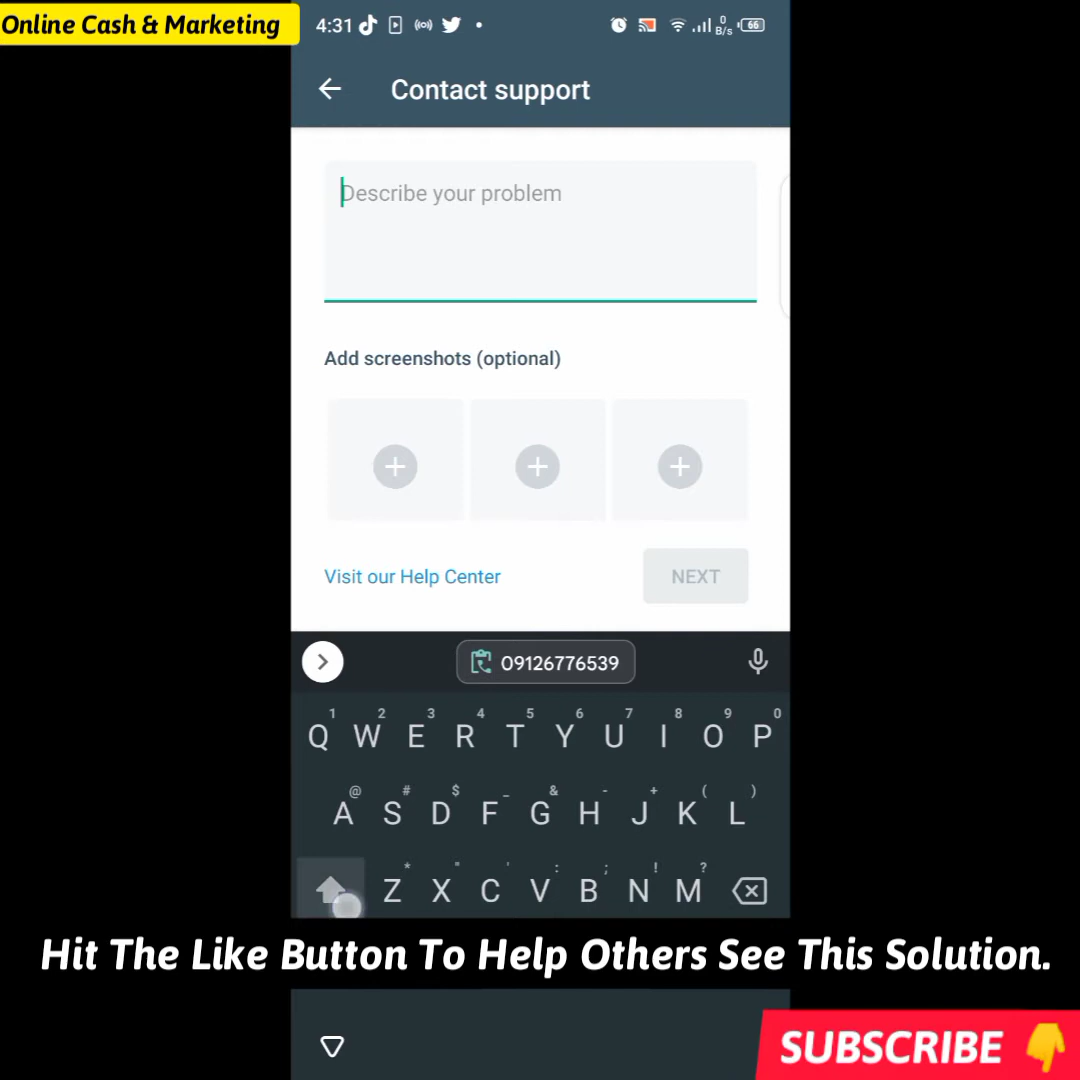 Online Cash & Marketing
4:31
0 B/s 66
Contact support
Describe your problem
Add screenshots (optional)
Visit our Help Center
NEXT
09126776539
1 2 3 4 5 6 7 8 9 0
Q W E R T Y U I O P
@ # $ _ & - + ( )
A S D F G H J K L
* " ' : ; ! ?
Z X C V B N M
Hit The Like Button To Help Others See This Solution.
SUBSCRIBE